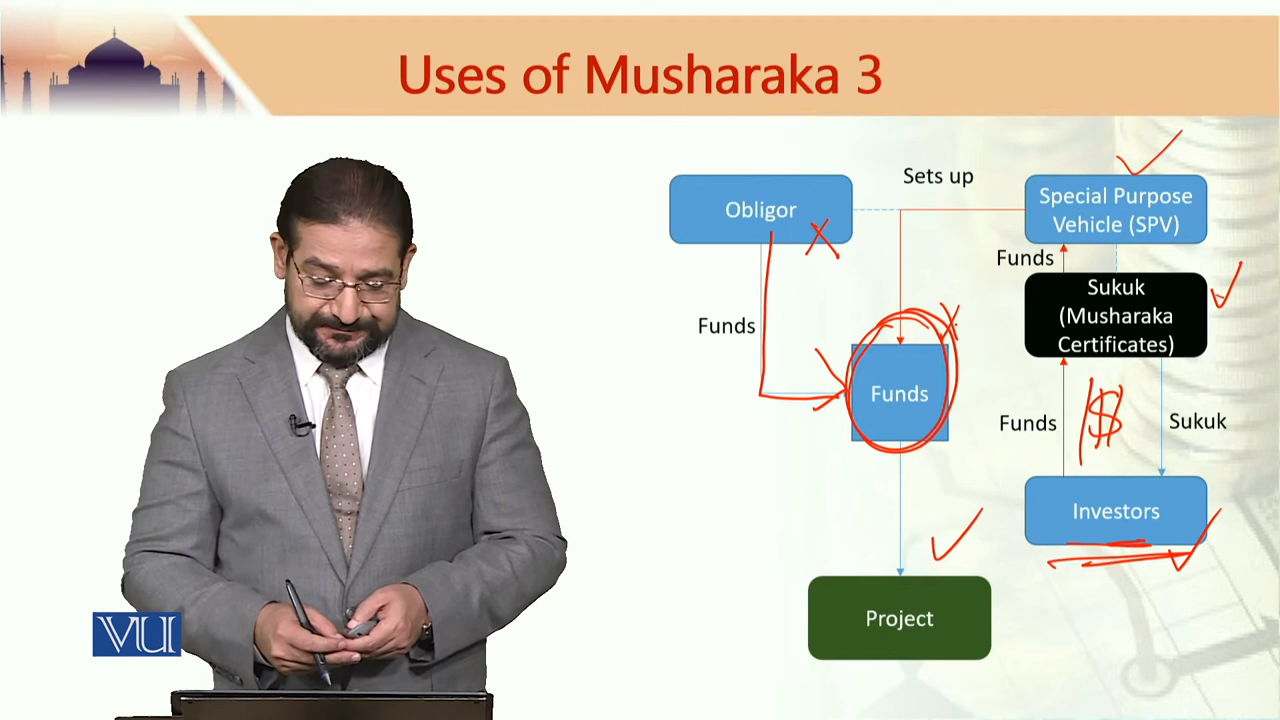 Uses of Musharaka 3
Sets up
Obligor
Special Purpose
Vehicle (SPV)
Funds
Sukuk
(Musharaka
Certificates)
Funds
Funds
Funds
$
Sukuk
Investors
Project
VU